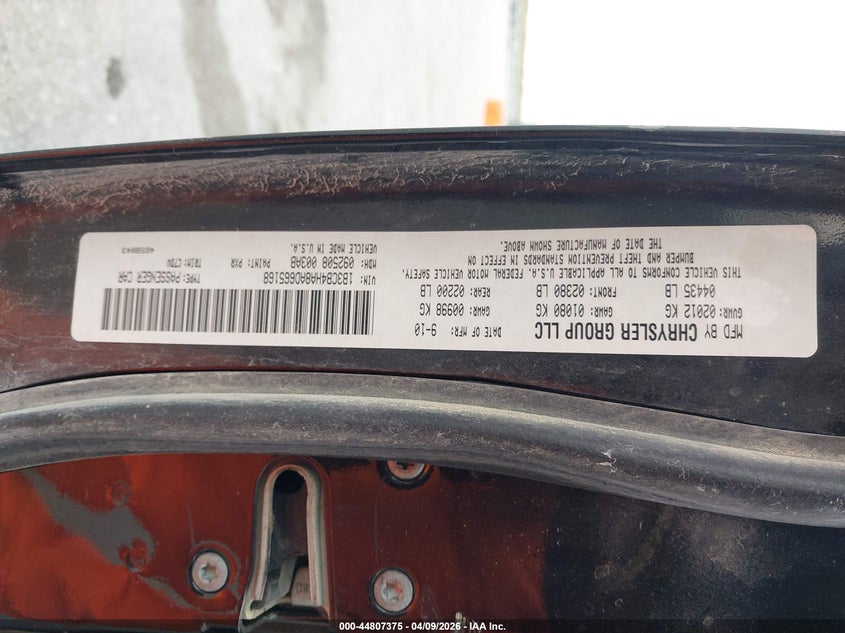 MFD BY CHRYSLER GROUP LLC DATE OF MFR: 9-10
GVWR: 02012 KG GAWR: 01080 KG GAWR: 00998 KG
04435 LB FRONT: 02380 LB REAR: 02200 LB
THIS VEHICLE CONFORMS TO ALL APPLICABLE U.S.A. FEDERAL MOTOR VEHICLE SAFETY,
BUMPER AND THEFT PREVENTION STANDARDS IN EFFECT ON
THE DATE OF MANUFACTURE SHOWN ABOVE.
VIN: 1B3CB4HA8AD665168 TYPE: PASSENGER CAR
MDH: 092508 003AB PAINT: PXR TRIM: C7DV
VEHICLE MADE IN U.S.A. 4658643
000-44807375 - 04/09/2026 - IAA Inc.